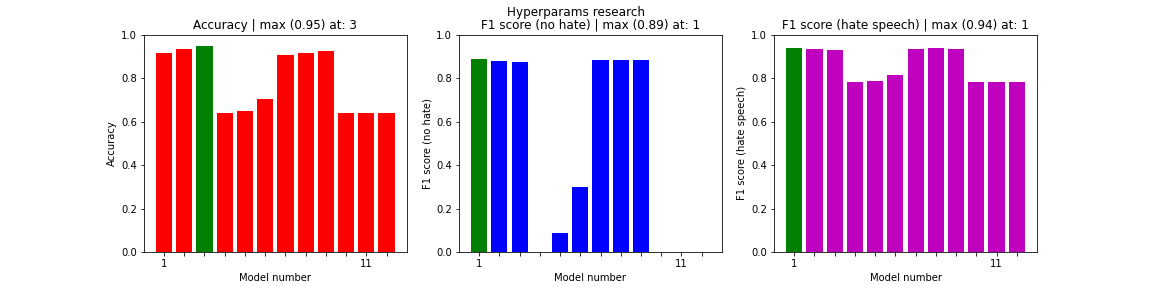 Hyperparams research
Accuracy | max (0.95) at: 3
1.0
0.8
0.6
0.4
0.2
0.0
Accuracy
1
11
Model number
F1 score (no hate) | max (0.89) at: 1
1.0
0.8
0.6
0.4
0.2
0.0
F1 score (no hate)
1
11
Model number
F1 score (hate speech) | max (0.94) at: 1
1.0
0.8
0.6
0.4
0.2
0.0
F1 score (hate speech)
1
11
Model number